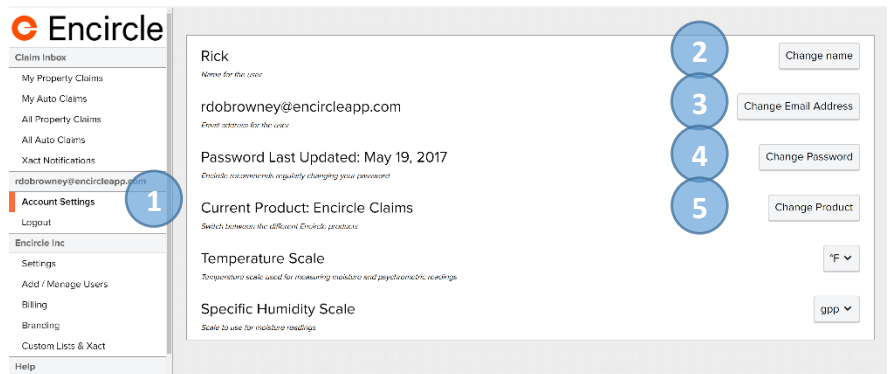 Encircle
Claim Inbox
My Property Claims
My Auto Claims
All Property Claims
All Auto Claims
Xact Notifications
rdobrowney@encircleapp.com
Account Settings
1
Logout
Encircle Inc
Settings
Add / Manage Users
Billing
Branding
Custom Lists & Xact
Help
Rick
Name for the user
2
Change name
rdobrowney@encircleapp.com
Email address for the user
3
Change Email Address
Password Last Updated: May 19, 2017
Encircle recommends regularly changing your password
4
Change Password
Current Product: Encircle Claims
Switch between the different Encircle products
5
Change Product
Temperature Scale
Temperature scale used for measuring moisture and psychrometric readings
°F
Specific Humidity Scale
Scale to use for moisture readings
gpp